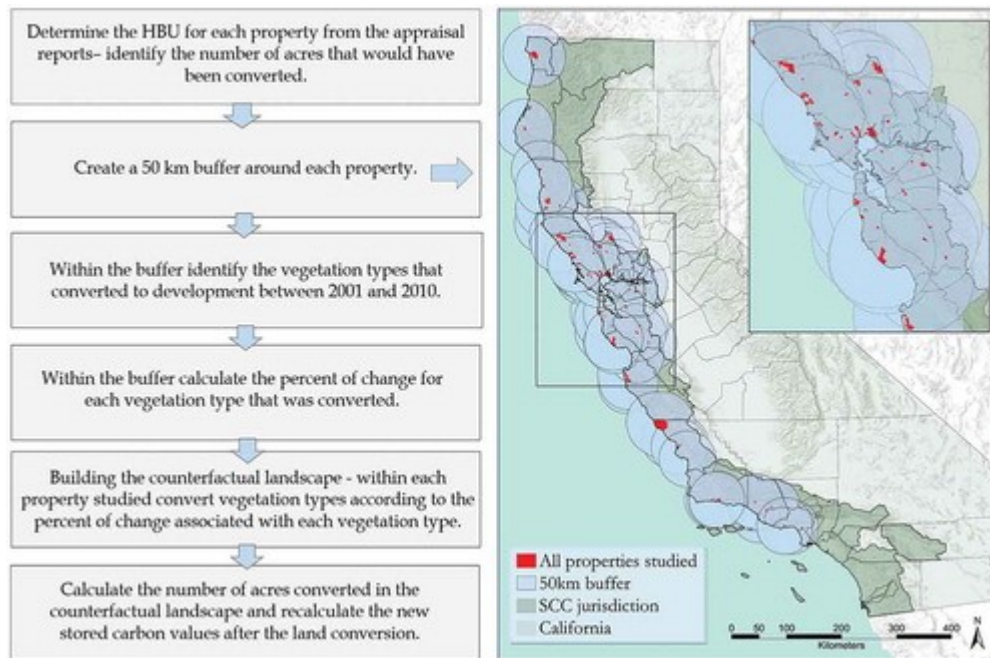 Determine the HBU for each property from the appraisal
reports– identify the number of acres that would have
been converted.
Create a 50 km buffer around each property.
Within the buffer identify the vegetation types that
converted to development between 2001 and 2010.
Within the buffer calculate the percent of change for
each vegetation type that was converted.
Building the counterfactual landscape - within each
property studied convert vegetation types according to the
percent of change associated with each vegetation type.
Calculate the number of acres converted in the
counterfactual landscape and recalculate the new
stored carbon values after the land conversion.
All properties studied
50km buffer
SCC jurisdiction
California
0 50 100 200 300 400
Kilometers
N